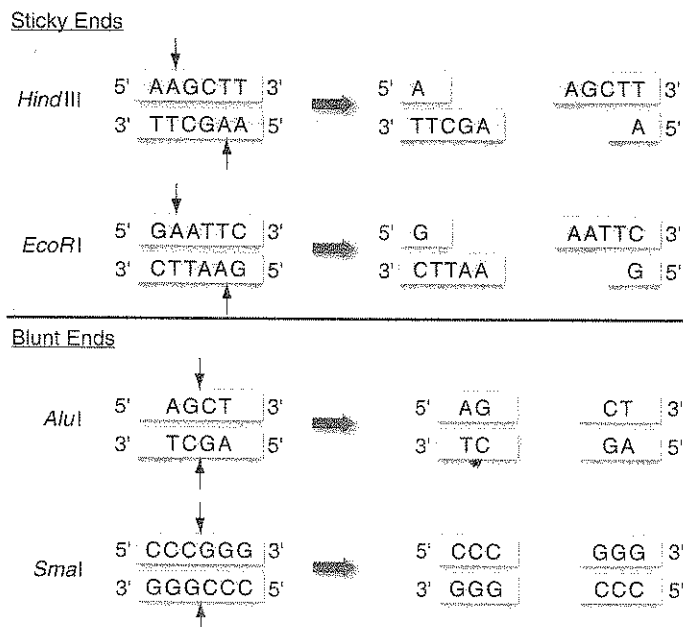 Sticky Ends
HindIII
5' AAGCTT 3' 5' A AGCTT 3'
3' TTCGAA 5' 3' TTCGA A 5'
EcoRI
5' GAATTC 3' 5' G AATTC 3'
3' CTTAAG 5' 3' CTTAA G 5'
Blunt Ends
AluI
5' AGCT 3' 5' AG CT 3'
3' TCGA 5' 3' TC GA 5'
SmaI
5' CCCGGG 3' 5' CCC GGG 3'
3' GGGCCC 5' 3' GGG CCC 5'